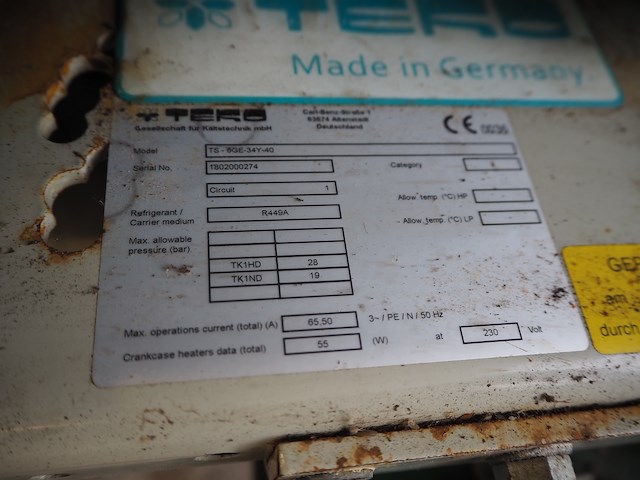 TEKO
Made in Germany
TEKO
Gesellschaft für Kältetechnik mbH
Carl-Benz-Straße 1
63674 Altenstadt
Deutschland
CE 0036
Model TS - 8GE-34Y-40
Serial No. T802000274
Category
Circuit 1
Allow. temp. (°C) HP -
Refrigerant / Carrier medium R449A
Allow. temp. (°C) LP -
Max. allowable
pressure (bar)
TK1HD 28
TK1ND 19
Max. operations current (total) (A) 65,50 3~ / PE / N / 50 Hz
Crankcase heaters data (total) 55 (W) at 230 Volt
am
durch